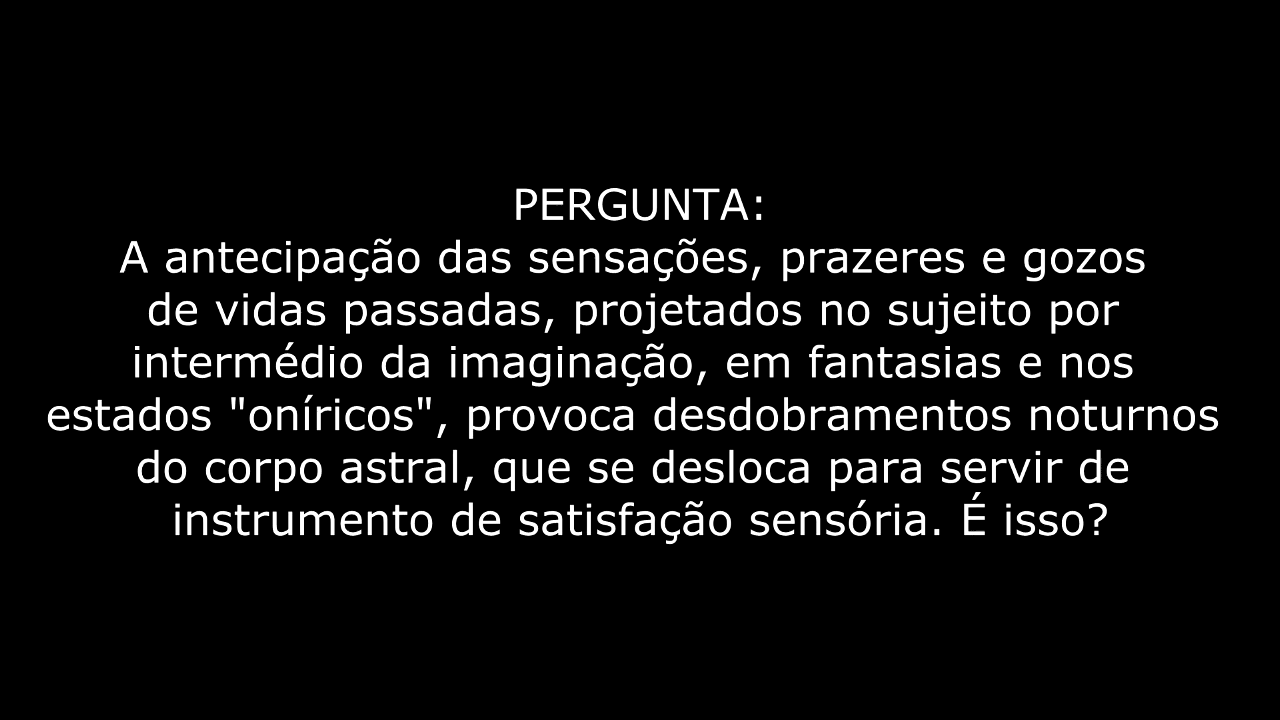 PERGUNTA:
A antecipação das sensações, prazeres e gozos
de vidas passadas, projetados no sujeito por
intermédio da imaginação, em fantasias e nos
estados "oníricos", provoca desdobramentos noturnos
do corpo astral, que se desloca para servir de
instrumento de satisfação sensória. É isso?